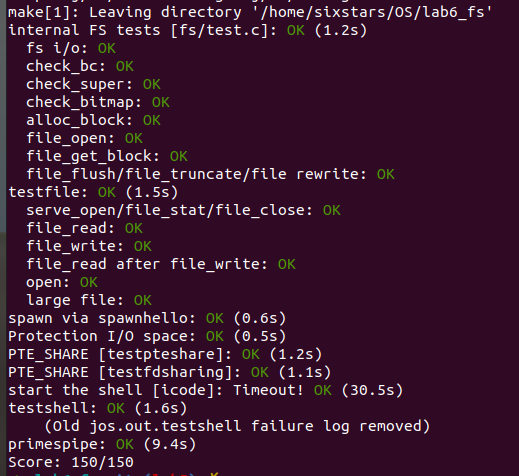 make[1]: Leaving directory '/home/sixstars/OS/lab6_fs'
internal FS tests [fs/test.c]: OK (1.2s)
  fs i/o: OK
  check_bc: OK
  check_super: OK
  check_bitmap: OK
  alloc_block: OK
  file_open: OK
  file_get_block: OK
  file_flush/file_truncate/file rewrite: OK
testfile: OK (1.5s)
  serve_open/file_stat/file_close: OK
  file_read: OK
  file_write: OK
  file_read after file_write: OK
  open: OK
  large file: OK
spawn via spawnhello: OK (0.6s)
Protection I/O space: OK (0.5s)
PTE_SHARE [testpteshare]: OK (1.2s)
PTE_SHARE [testfdsharing]: OK (1.1s)
start the shell [icode]: Timeout! OK (30.5s)
testshell: OK (1.6s)
    (Old jos.out.testshell failure log removed)
primespipe: OK (9.4s)
Score: 150/150